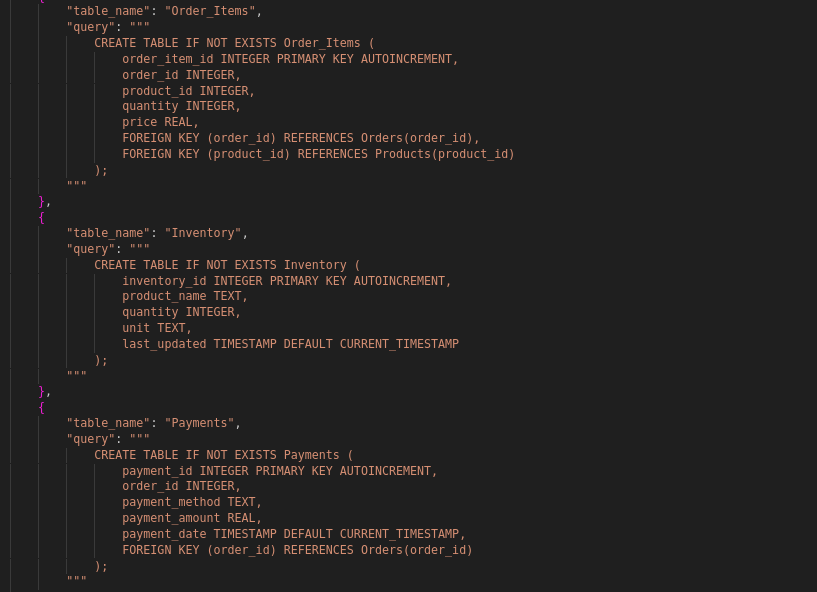 {
"table_name": "Order_Items",
"query": """
CREATE TABLE IF NOT EXISTS Order_Items (
order_item_id INTEGER PRIMARY KEY AUTOINCREMENT,
order_id INTEGER,
product_id INTEGER,
quantity INTEGER,
price REAL,
FOREIGN KEY (order_id) REFERENCES Orders(order_id),
FOREIGN KEY (product_id) REFERENCES Products(product_id)
);
"""
},
{
"table_name": "Inventory",
"query": """
CREATE TABLE IF NOT EXISTS Inventory (
inventory_id INTEGER PRIMARY KEY AUTOINCREMENT,
product_name TEXT,
quantity INTEGER,
unit TEXT,
last_updated TIMESTAMP DEFAULT CURRENT_TIMESTAMP
);
"""
},
{
"table_name": "Payments",
"query": """
CREATE TABLE IF NOT EXISTS Payments (
payment_id INTEGER PRIMARY KEY AUTOINCREMENT,
order_id INTEGER,
payment_method TEXT,
payment_amount REAL,
payment_date TIMESTAMP DEFAULT CURRENT_TIMESTAMP,
FOREIGN KEY (order_id) REFERENCES Orders(order_id)
);
"""